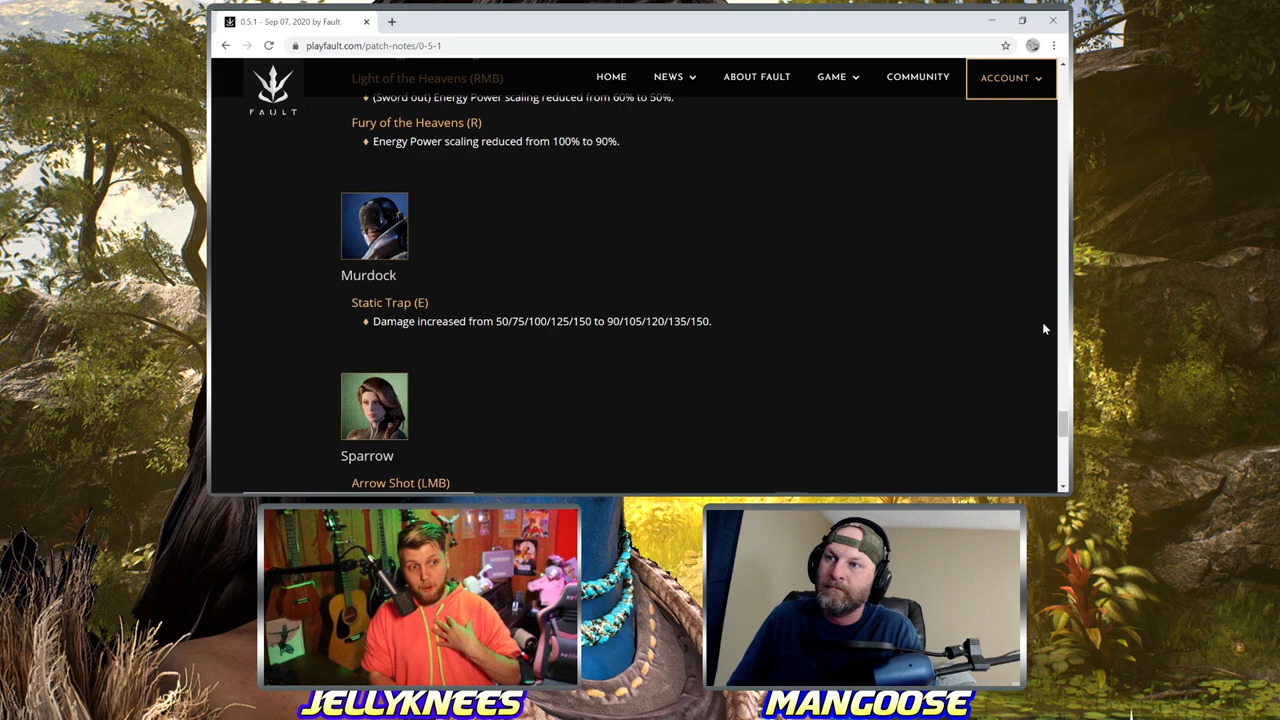 0.5.1 - Sep 07, 2020 by Fault
playfault.com/patch-notes/0-5-1
FAULT
HOME NEWS ABOUT FAULT GAME COMMUNITY ACCOUNT
Light of the Heavens (RMB)
(Sword out) Energy Power scaling reduced from 60% to 50%.
Fury of the Heavens (R)
Energy Power scaling reduced from 100% to 90%.
Murdock
Static Trap (E)
Damage increased from 50/75/100/125/150 to 90/105/120/135/150.
Sparrow
Arrow Shot (LMB)
JELLYKNEES
MANGOOSE